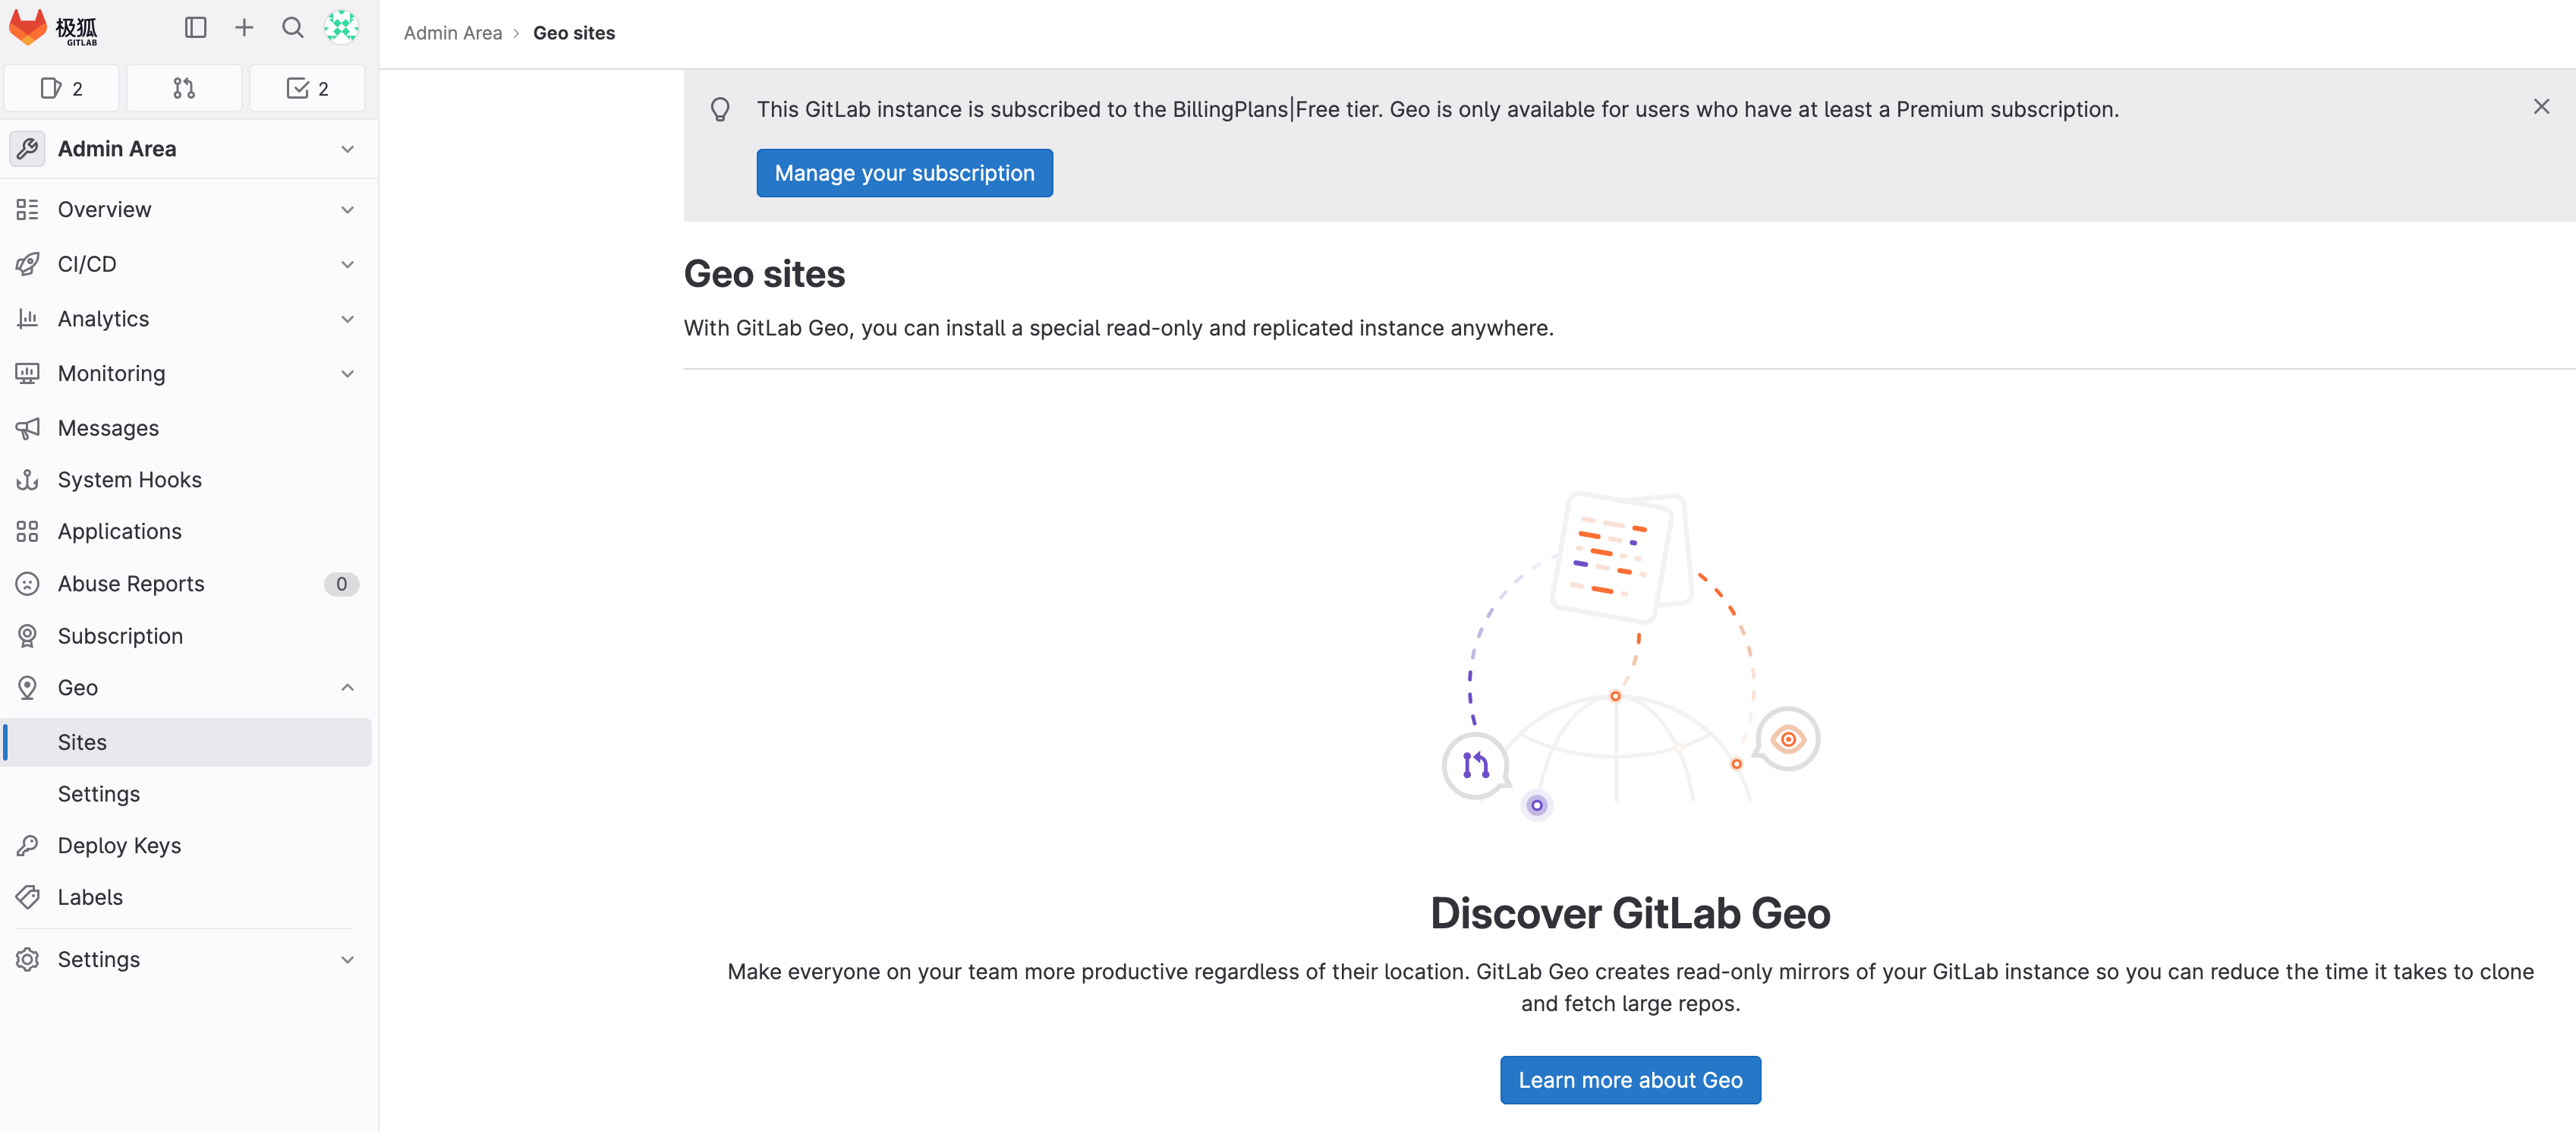 极狐
GITLAB
2
2
Admin Area
Overview
CI/CD
Analytics
Monitoring
Messages
System Hooks
Applications
Abuse Reports 0
Subscription
Geo
Sites
Settings
Deploy Keys
Labels
Settings
Admin Area › Geo sites
This GitLab instance is subscribed to the BillingPlans|Free tier. Geo is only available for users who have at least a Premium subscription.
Manage your subscription
Geo sites
With GitLab Geo, you can install a special read-only and replicated instance anywhere.
Discover GitLab Geo
Make everyone on your team more productive regardless of their location. GitLab Geo creates read-only mirrors of your GitLab instance so you can reduce the time it takes to clone
and fetch large repos.
Learn more about Geo